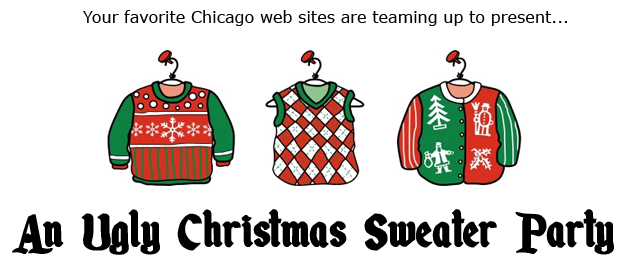 Your favorite Chicago web sites are teaming up to present...
An Ugly Christmas Sweater Party